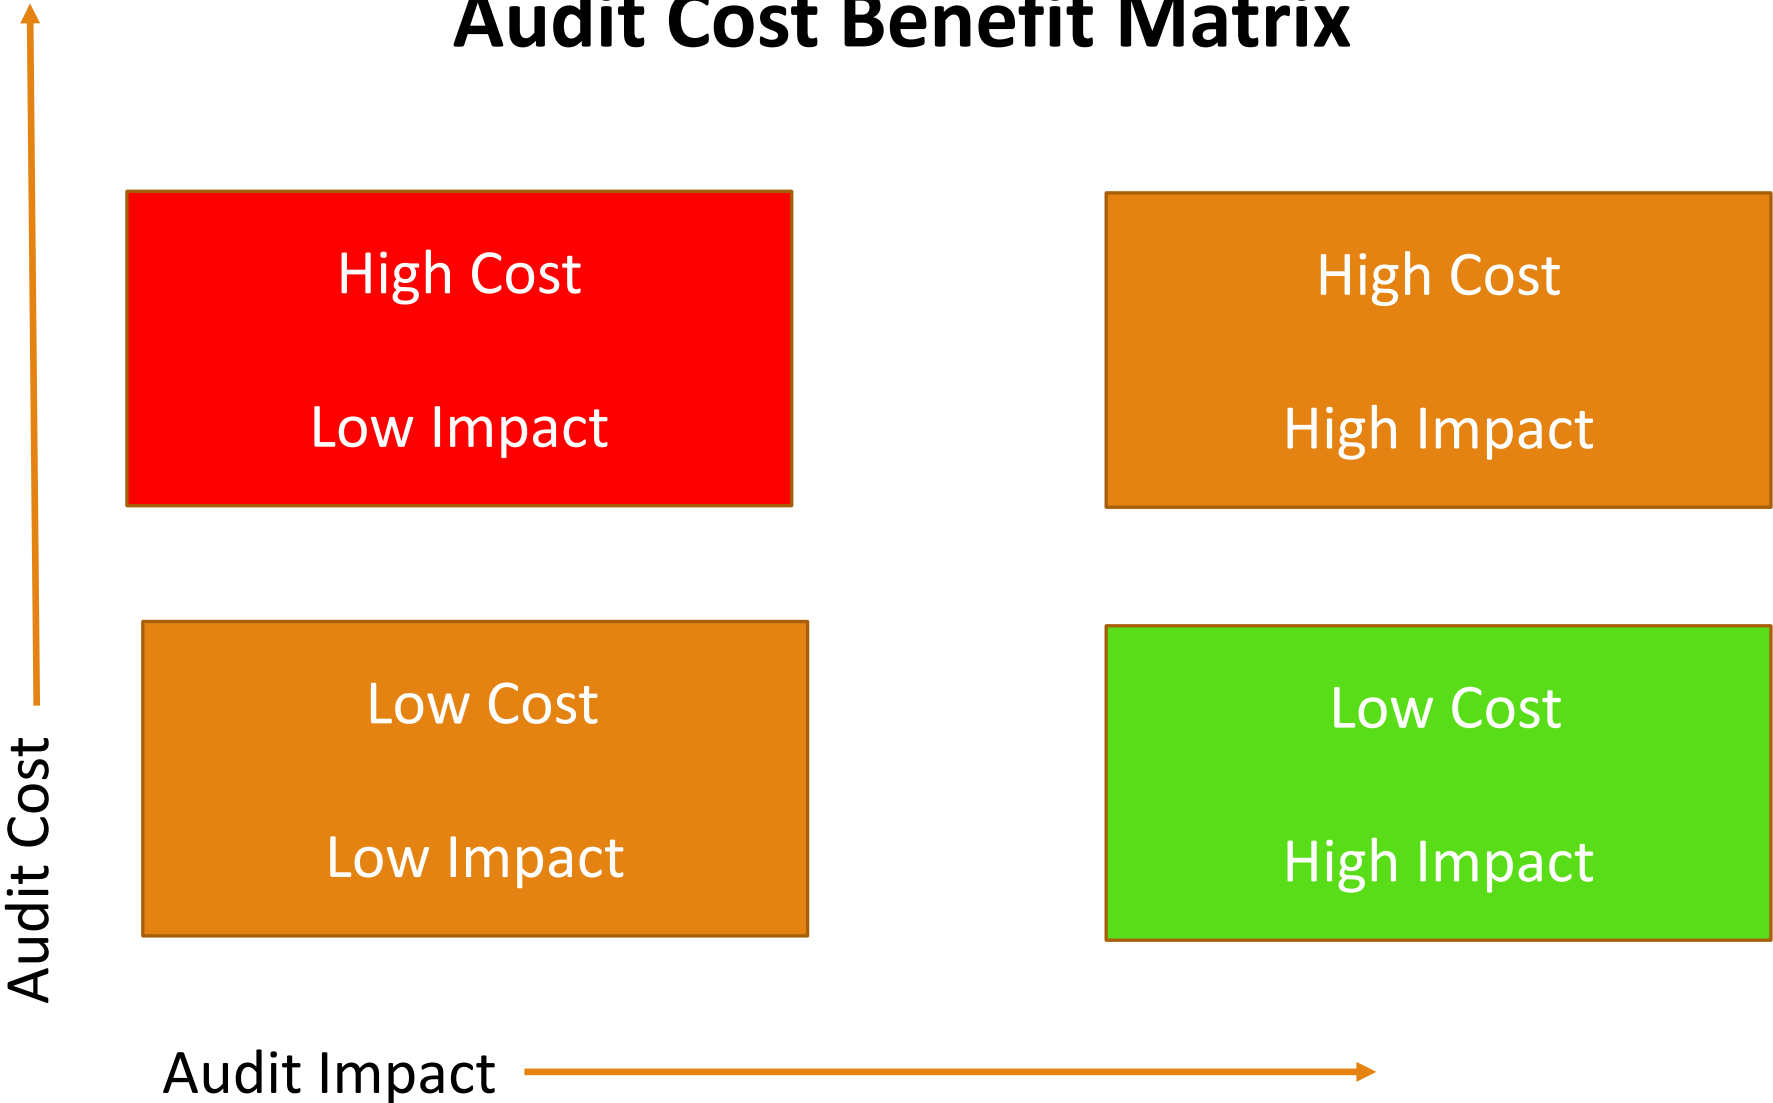 Audit Cost Benefit Matrix
High Cost
Low Impact
High Cost
High Impact
Low Cost
Low Impact
Low Cost
High Impact
Audit Cost
Audit Impact